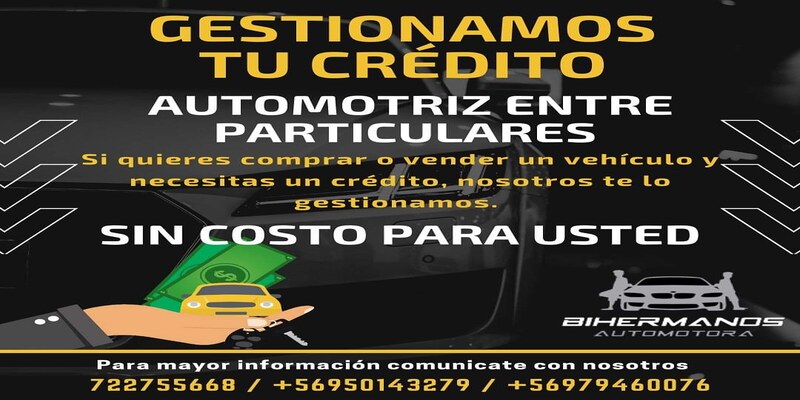 GESTIONAMOS
TU CRÉDITO
AUTOMOTRIZ ENTRE
PARTICULARES
Si quieres comprar o vender un vehículo y
necesitas un crédito, nosotros te lo
gestionamos.
SIN COSTO PARA USTED
$
BIHERMANOS
AUTOMOTORA
Para mayor información comunicate con nosotros
722755668 / +56950143279 / +56979460076